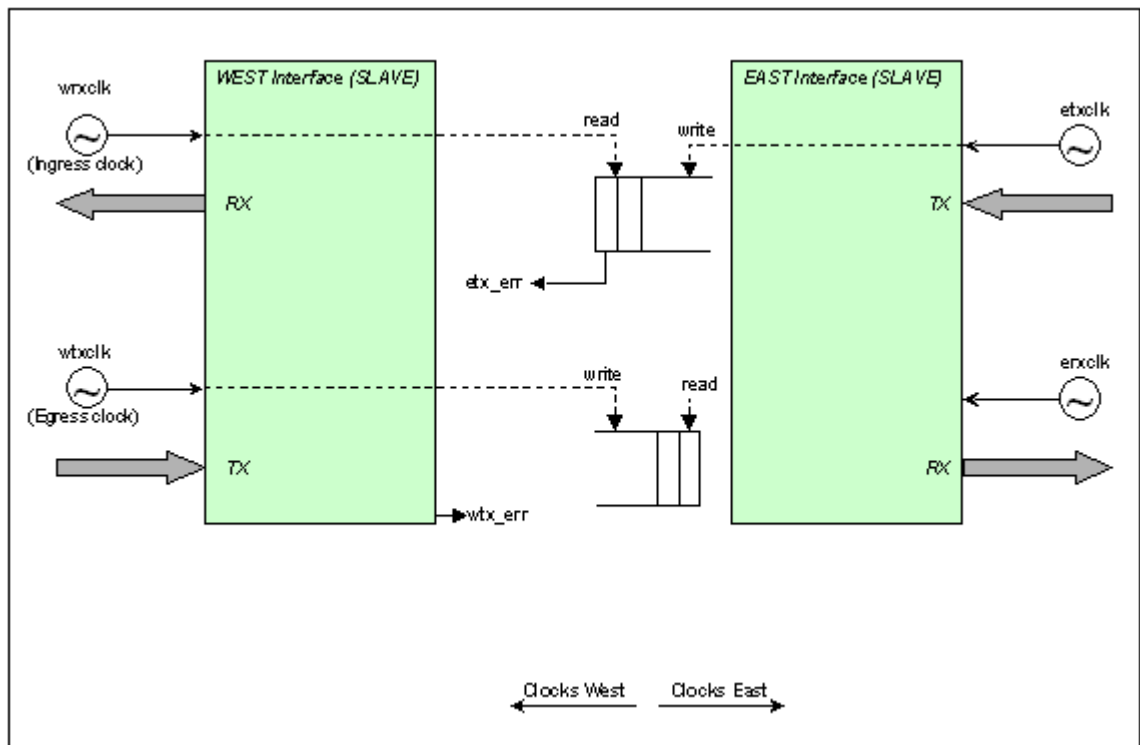 WEST Interface (SLAVE)
EAST Interface (SLAVE)
wrxclk
etxclk
read
write
(Ingress clock)
RX
TX
etx_err
wtxclk
erxclk
write
read
(Egress clock)
TX
RX
wtx_err
Clocks West
Clocks East